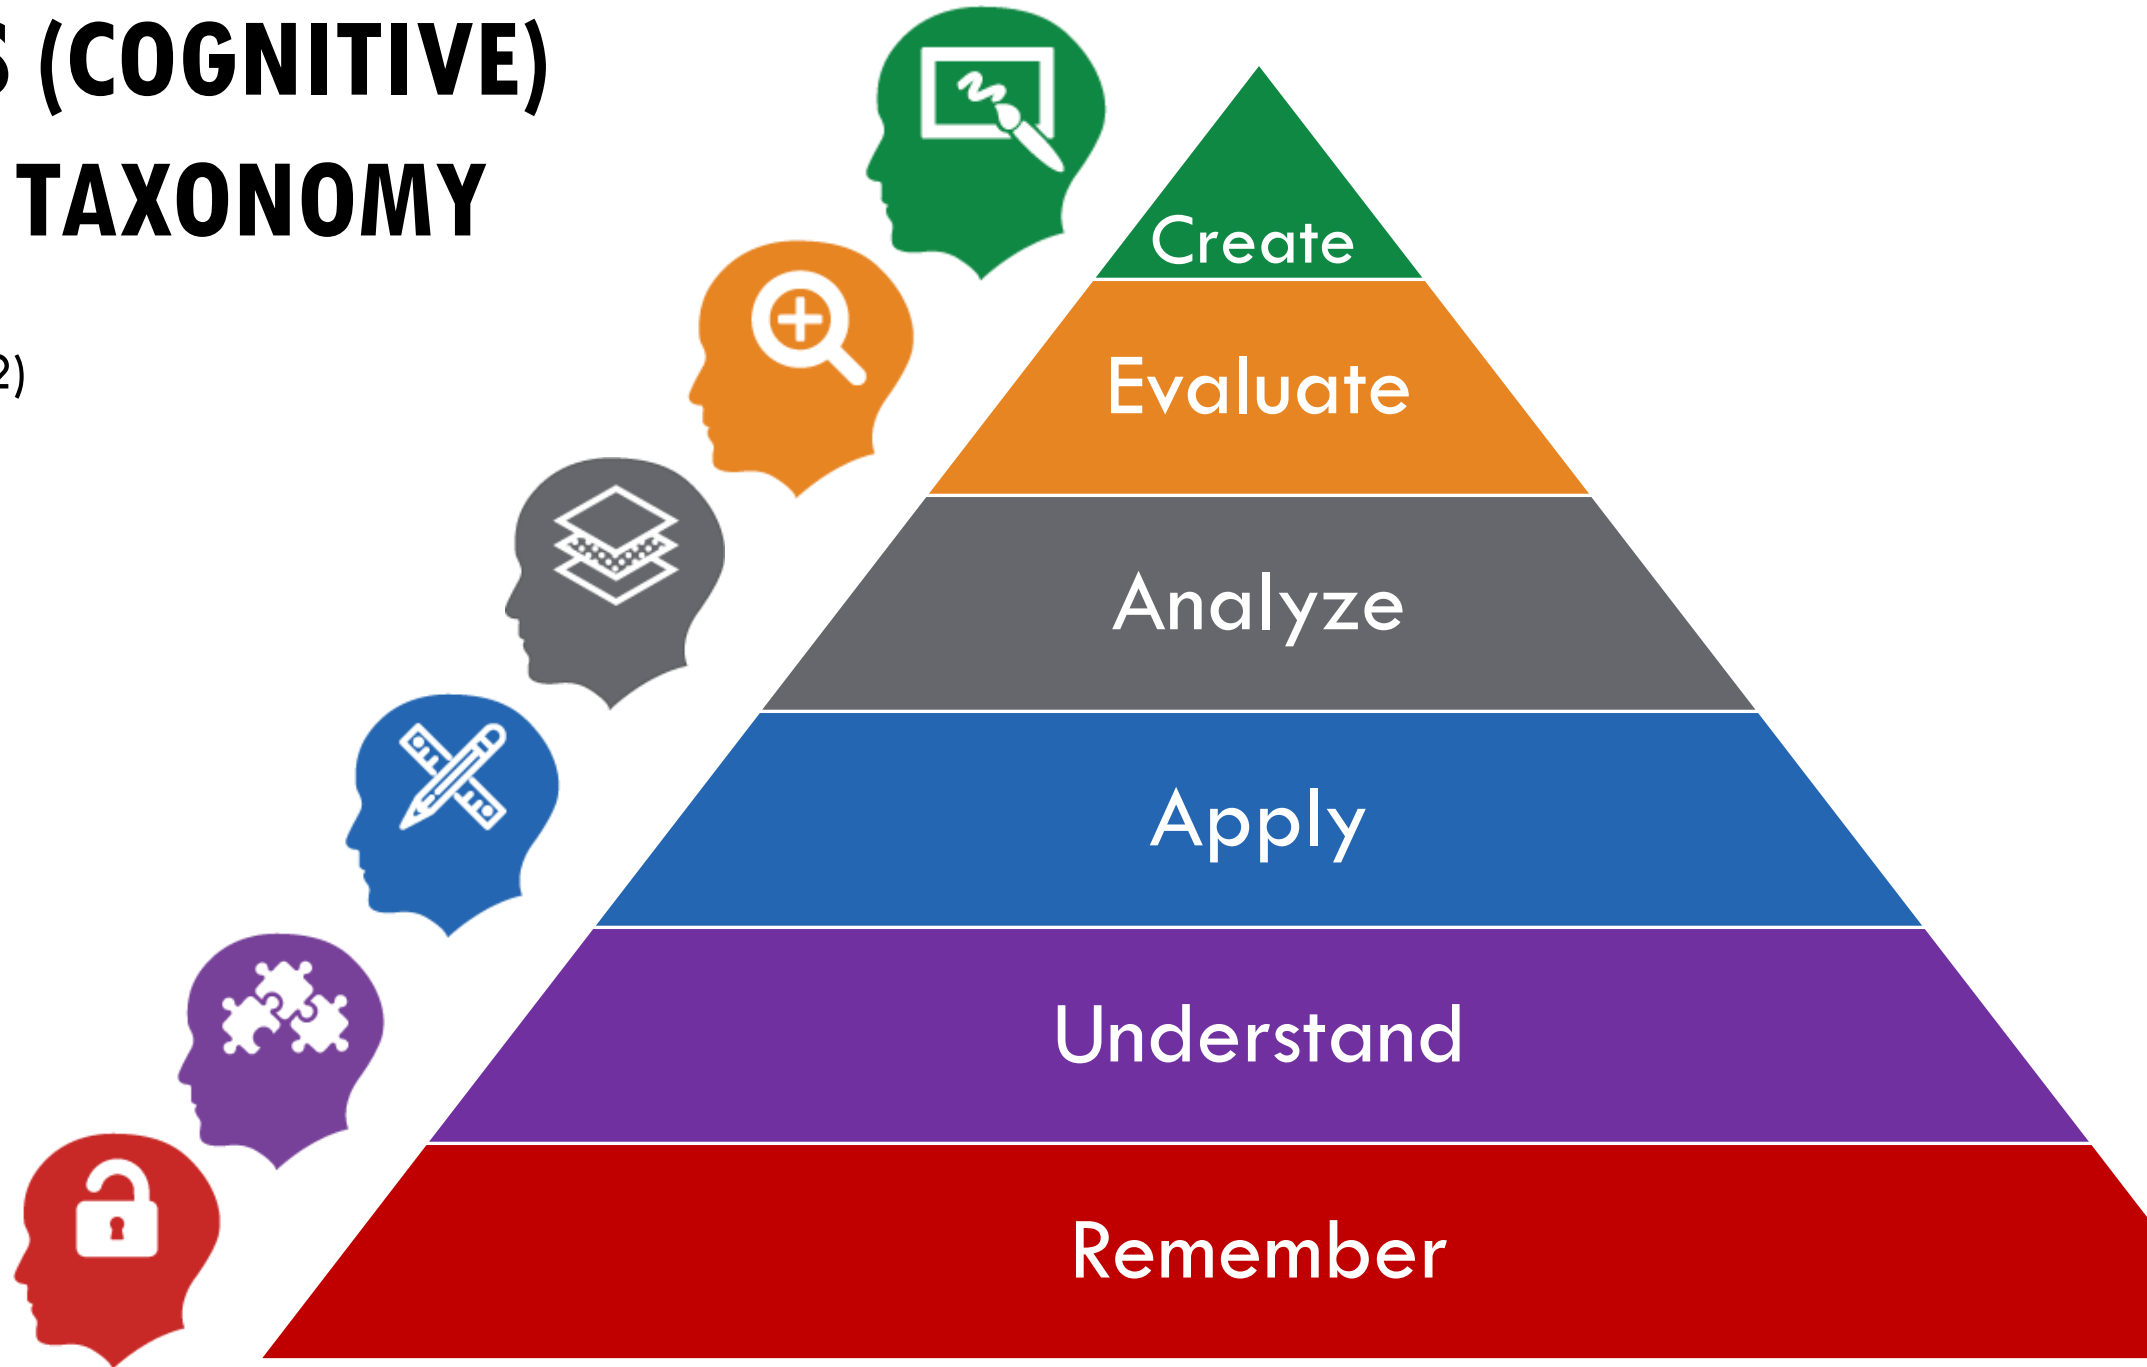 S (COGNITIVE)
TAXONOMY
2)
Create
Evaluate
Analyze
Apply
Understand
Remember